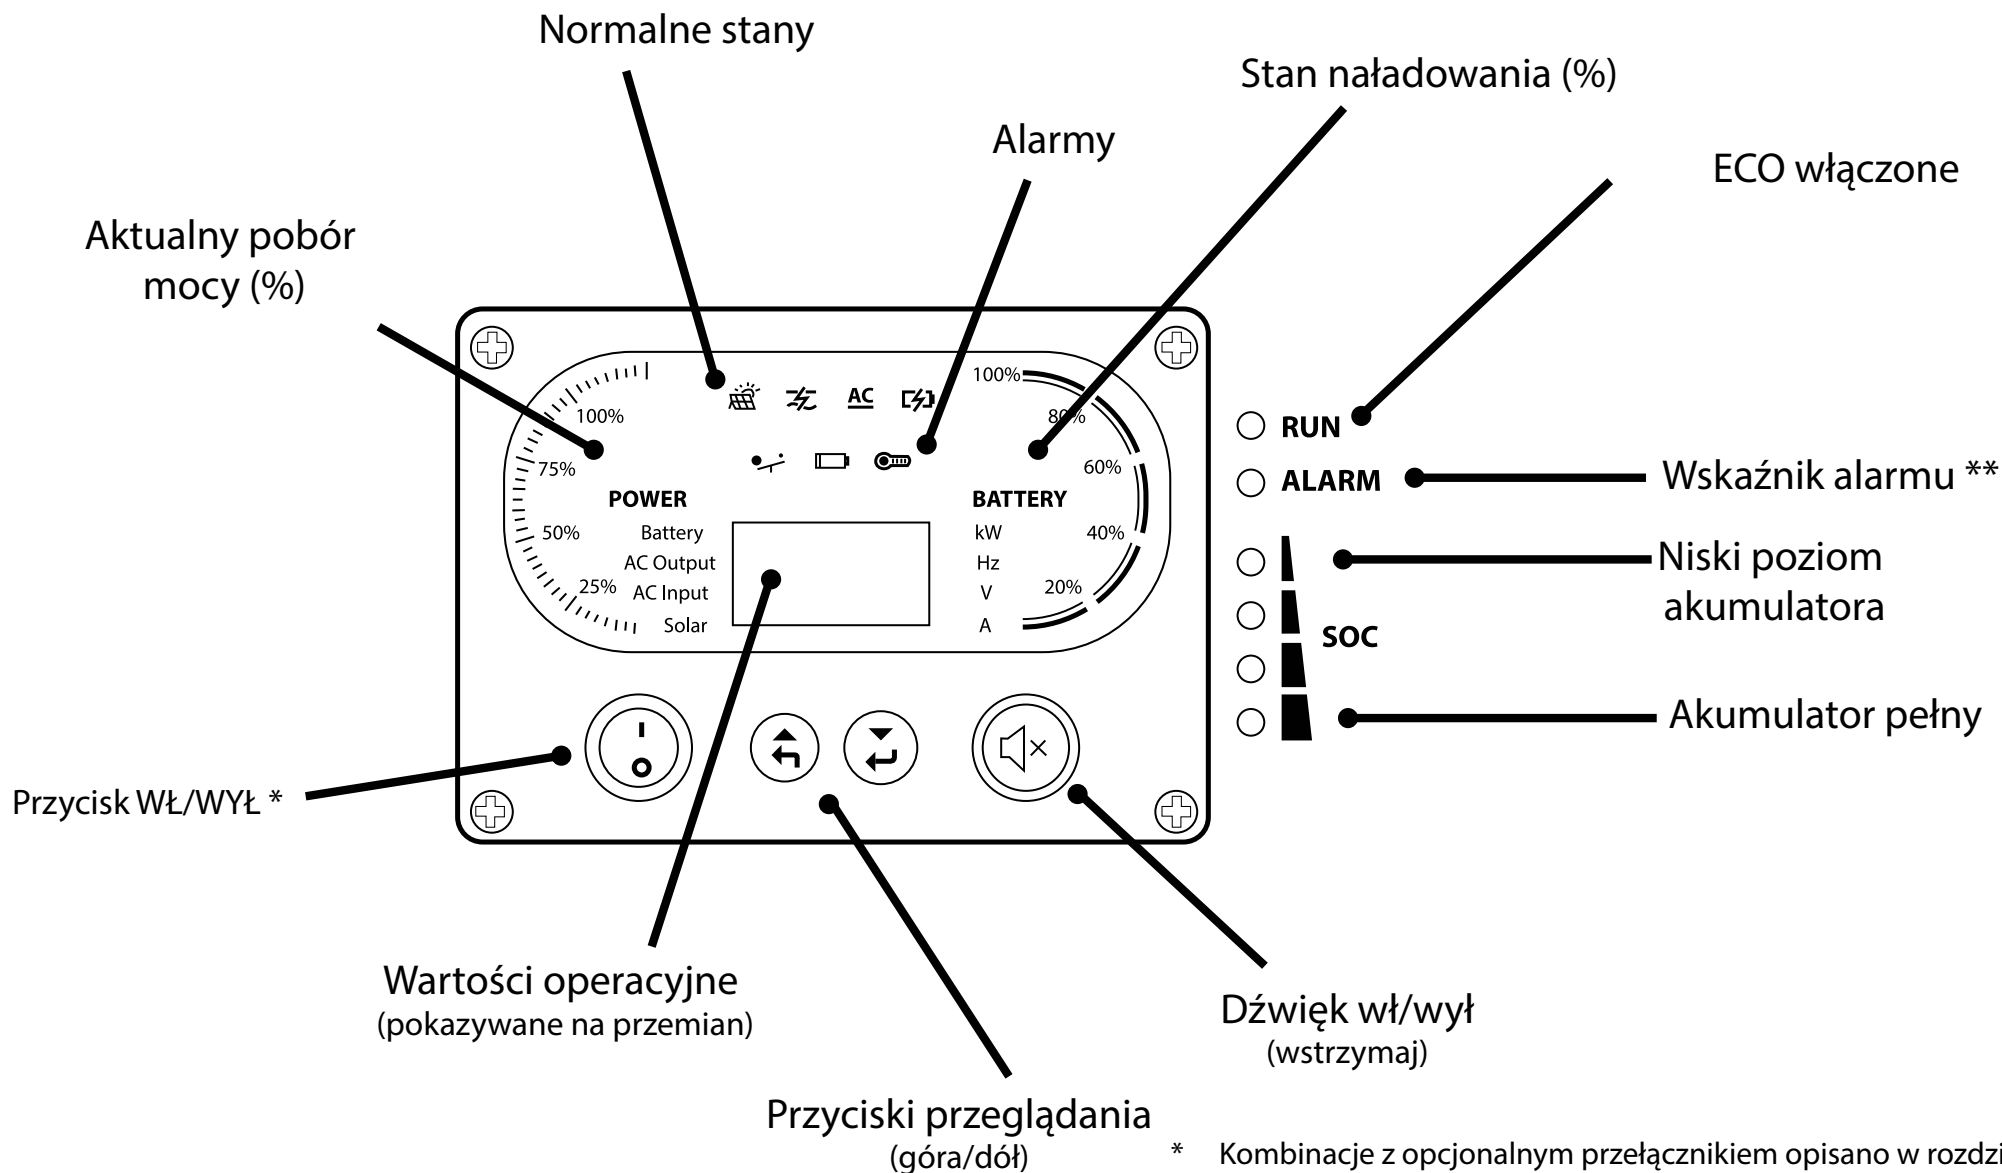 Normalne stany
Stan naładowania (%)
Alarmy
ECO włączone
Aktualny pobór
mocy (%)
100%
75%
50%
25%
AC
POWER
Battery
AC Output
AC Input
Solar
100%
80%
60%
40%
20%
BATTERY
kW
Hz
V
A
RUN
ALARM
SOC
Wskaźnik alarmu **
Niski poziom
akumulatora
Akumulator pełny
Przycisk WŁ/WYŁ *
Wartości operacyjne
(pokazywane na przemian)
Dźwięk wł/wył
(wstrzymaj)
Przyciski przeglądania
(góra/dół)
* Kombinacje z opcjonalnym przełącznikiem opisano w